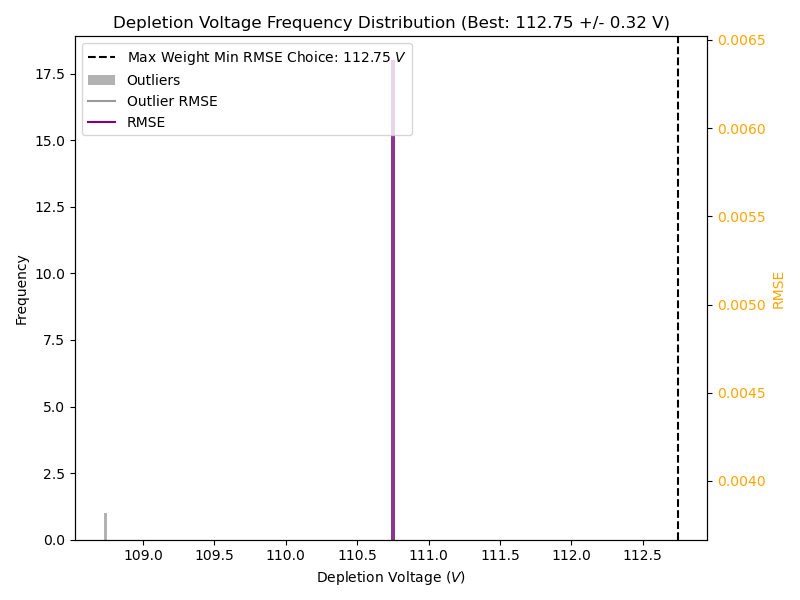 Depletion Voltage Frequency Distribution (Best: 112.75 +/- 0.32 V)
Max Weight Min RMSE Choice: 112.75 V
Outliers
Outlier RMSE
RMSE
17.5
15.0
12.5
10.0
7.5
5.0
2.5
0.0
Frequency
0.0065
0.0060
0.0055
0.0050
0.0045
0.0040
RMSE
109.0 109.5 110.0 110.5 111.0 111.5 112.0 112.5
Depletion Voltage (V)